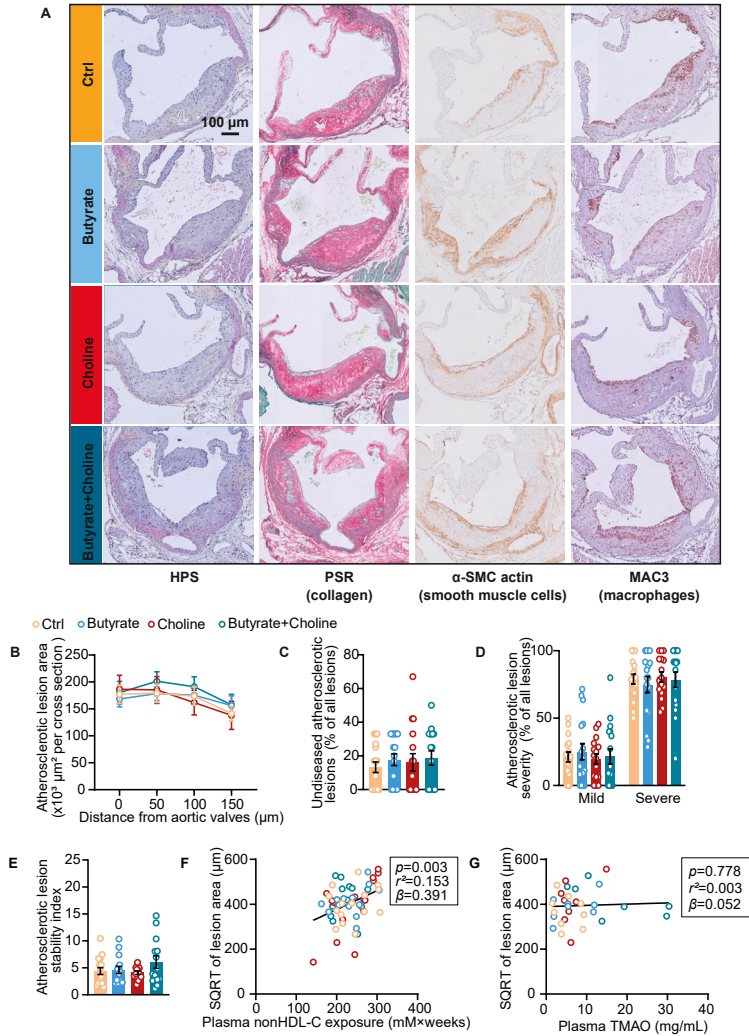 A
Ctrl
100 µm
Butyrate
Choline
Butyrate+Choline
HPS
PSR
(collagen)
α-SMC actin
(smooth muscle cells)
MAC3
(macrophages)
Ctrl Butyrate Choline Butyrate+Choline
B
Atherosclerotic lesion area
(x10³ µm² per cross section )
250
200
150
100
50
0
0 50 100 150
Distance from aortic valves (µm)
C
Undiseased atherosclerotic
lesions (% of all lesions)
80
60
40
20
0
D
Atherosclerotic lesion
severity (% of all lesions)
100
50
0
Mild Severe
E
Atherosclerotic lesion
stability index
25
20
15
10
5
0
F
SQRT of lesion area (µm)
600
400
200
0
0 100 200 300 400
Plasma nonHDL-C exposure (mM×weeks)
p=0.003
r²=0.153
β=0.391
G
SQRT of lesion area (µm)
600
400
200
0
0 10 20 30 40
Plasma TMAO (mg/mL)
p=0.778
r²=0.003
β=0.052